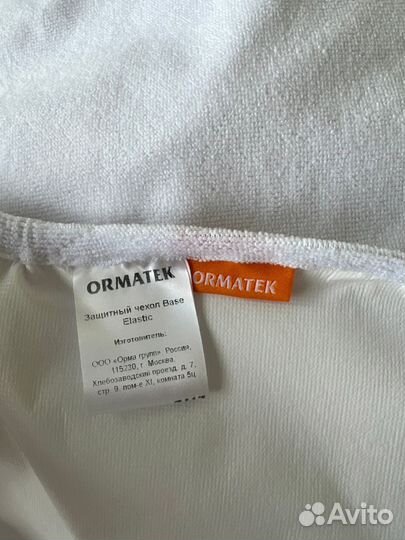 ORMATEK
ORMATEK
Защитный чехол Base
Elastic
Изготовитель:
ООО «Орма групп» Россия,
115230, г. Москва,
Хлебозаводский проезд, д. 7,
стр. 9, пом-е XI, комната 5ц
Avito